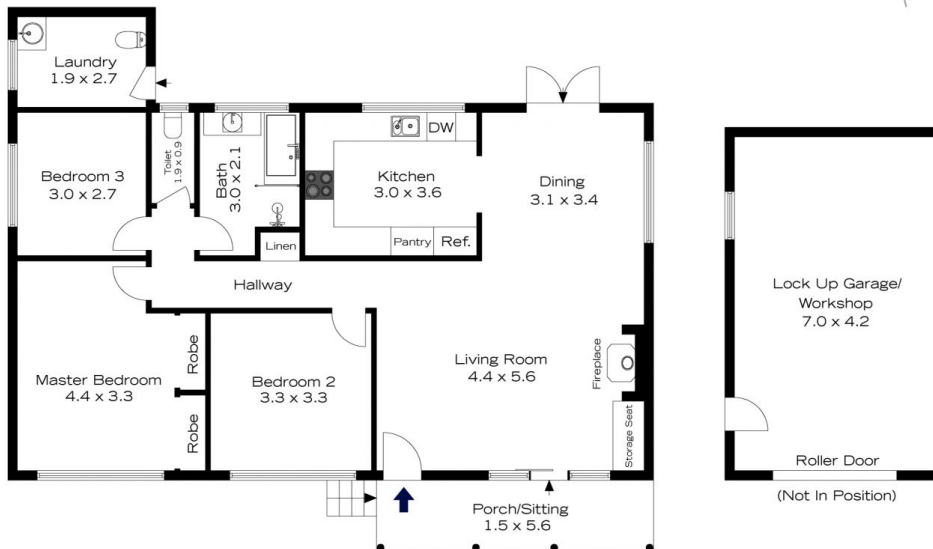 Laundry
1.9 x 2.7
Bedroom 3
3.0 x 2.7
Toilet
1.9 x 0.9
Bath
3.0 x 2.1
Linen
Kitchen
3.0 x 3.6
DW
Pantry
Ref.
Dining
3.1 x 3.4
Hallway
Master Bedroom
4.4 x 3.3
Robe
Robe
Bedroom 2
3.3 x 3.3
Living Room
4.4 x 5.6
Fireplace
Storage Seat
Porch/Sitting
1.5 x 5.6
Lock Up Garage/
Workshop
7.0 x 4.2
Roller Door
(Not In Position)